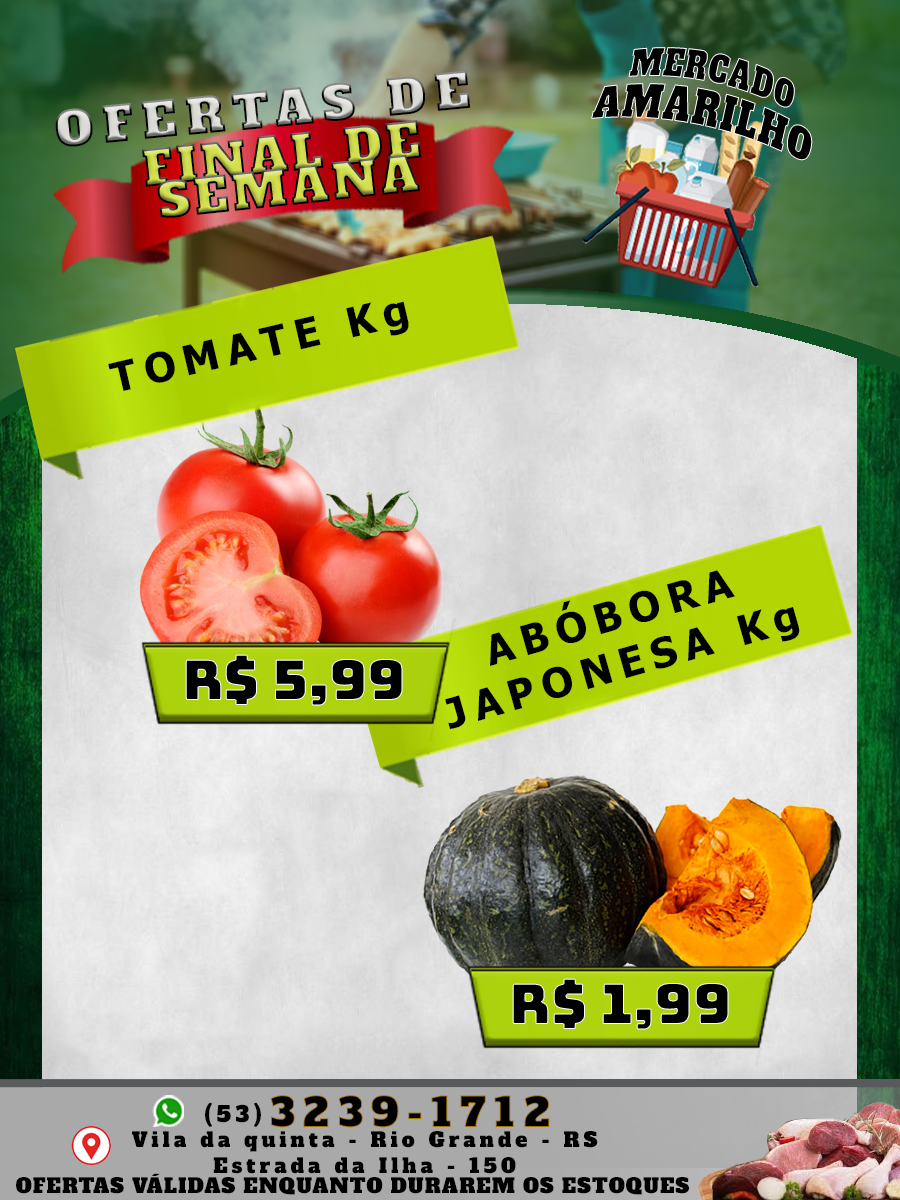 OFERTAS DE
FINAL DE
SEMANA
MERCADO
AMARILHO
TOMATE Kg
R$ 5,99
ABÓBORA
JAPONESA Kg
R$ 1,99
(53) 3239-1712
Vila da quinta - Rio Grande - RS
Estrada da Ilha - 150
OFERTAS VÁLIDAS ENQUANTO DURAREM OS ESTOQUES